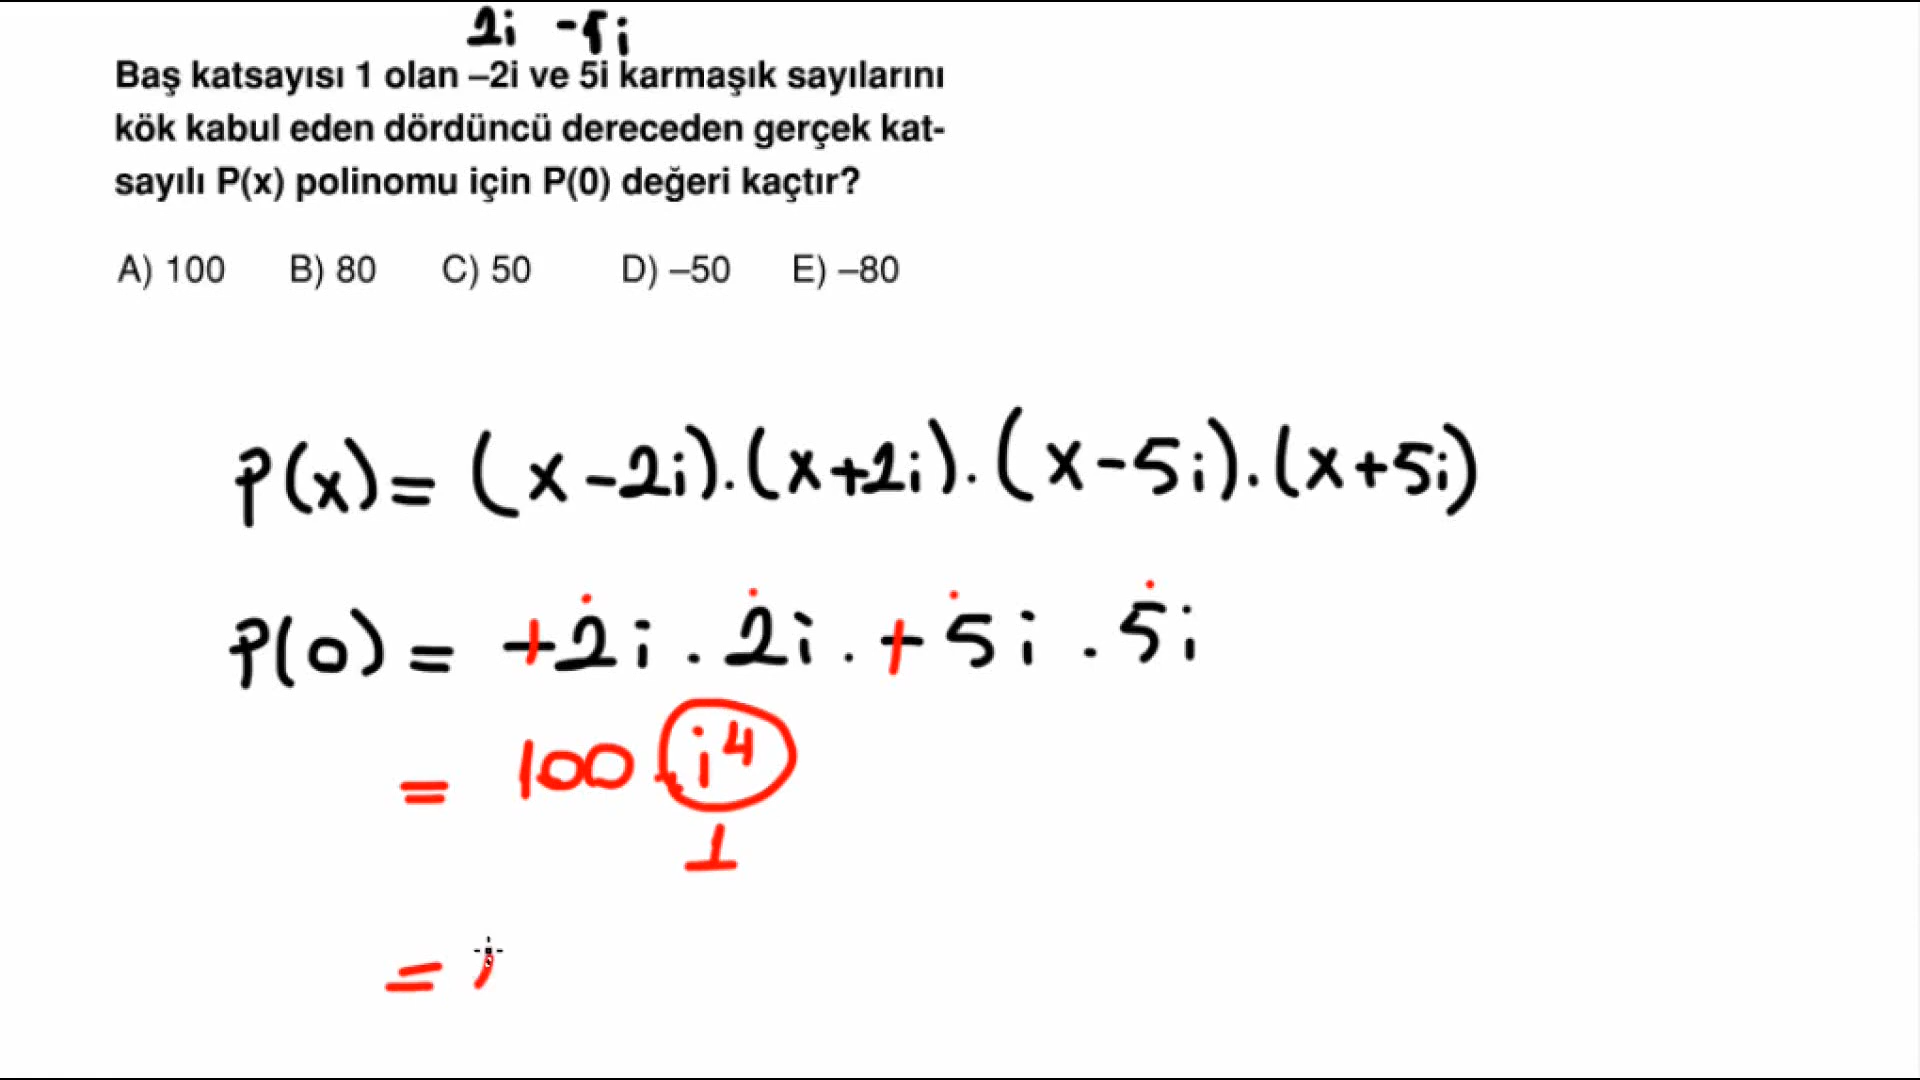 2i -5i
Baş katsayısı 1 olan –2i ve 5i karmaşık sayılarını
kök kabul eden dördüncü dereceden gerçek kat-
sayılı P(x) polinomu için P(0) değeri kaçtır?
A) 100 B) 80 C) 50 D) –50 E) –80
P(x) = (x-2i).(x+2i).(x-5i).(x+5i)
P(0) = +2i . 2i . +5i . 5i
= 100 . i⁴
1
=